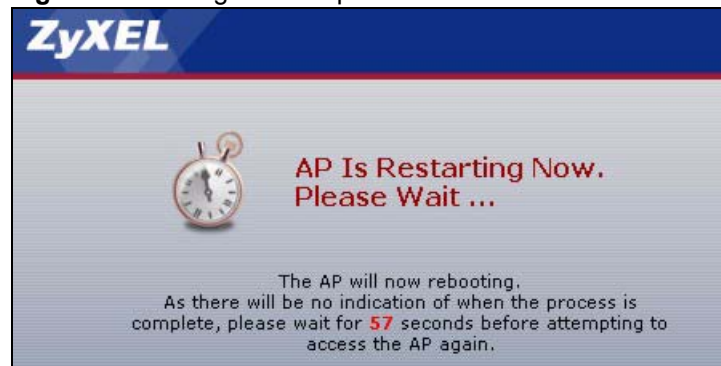 ZyXEL
AP Is Restarting Now.
Please Wait ...
The AP will now rebooting.
As there will be no indication of when the process is
complete, please wait for 57 seconds before attempting to
access the AP again.